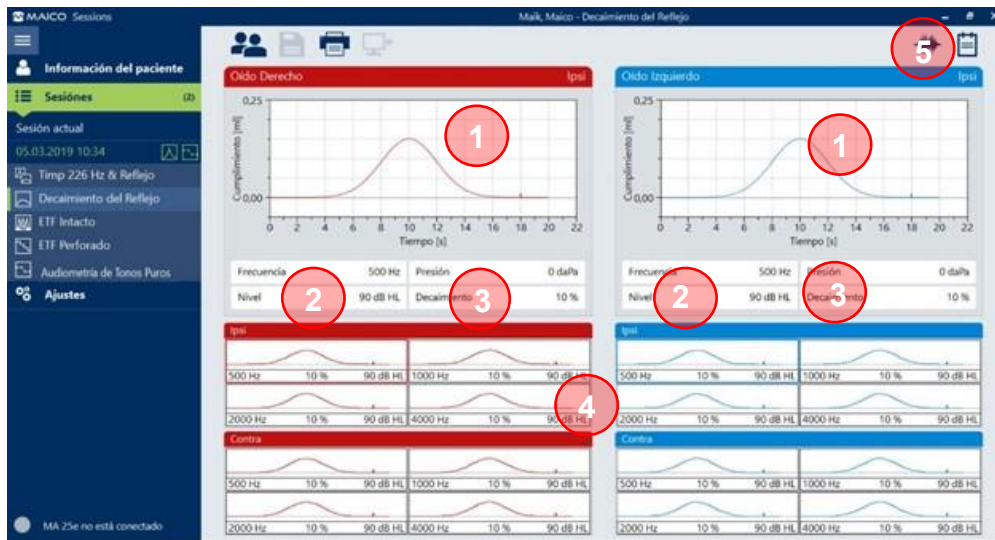 MAICO Sessions
Maik, Maico - Decaimiento del Reflejo
5
Información del paciente
Sesiónes (2)
Sesión actual
05.03.2019 10:34
Timp 226 Hz & Reflejo
Decaimiento del Reflejo
ETF Intacto
ETF Perforado
Audiometría de Tonos Puros
Ajustes
MA 25e no está conectado
Oído Derecho Ipsi
0,25
Cumplimiento [ml]
1
0,00
0 2 4 6 8 10 12 14 16 18 20 22
Tiempo [s]
Frecuencia 500 Hz Presión 0 daPa
Nivel 2 90 dB HL Decaimiento 3 10 %
Ipsi
500 Hz 10 % 90 dB HL 1000 Hz 10 % 90 dB HL
4
2000 Hz 10 % 90 dB HL 4000 Hz 10 % 90 dB HL
Contra
500 Hz 10 % 90 dB HL 1000 Hz 10 % 90 dB HL
2000 Hz 10 % 90 dB HL 4000 Hz 10 % 90 dB HL
Oído Izquierdo Ipsi
0,25
Cumplimiento [ml]
1
0,00
0 2 4 6 8 10 12 14 16 18 20 22
Tiempo [s]
Frecuencia 500 Hz Presión 0 daPa
Nivel 2 90 dB HL Decaimiento 3 10 %
Ipsi
500 Hz 10 % 90 dB HL 1000 Hz 10 % 90 dB HL
2000 Hz 10 % 90 dB HL 4000 Hz 10 % 90 dB HL
Contra
500 Hz 10 % 90 dB HL 1000 Hz 10 % 90 dB HL
2000 Hz 10 % 90 dB HL 4000 Hz 10 % 90 dB HL